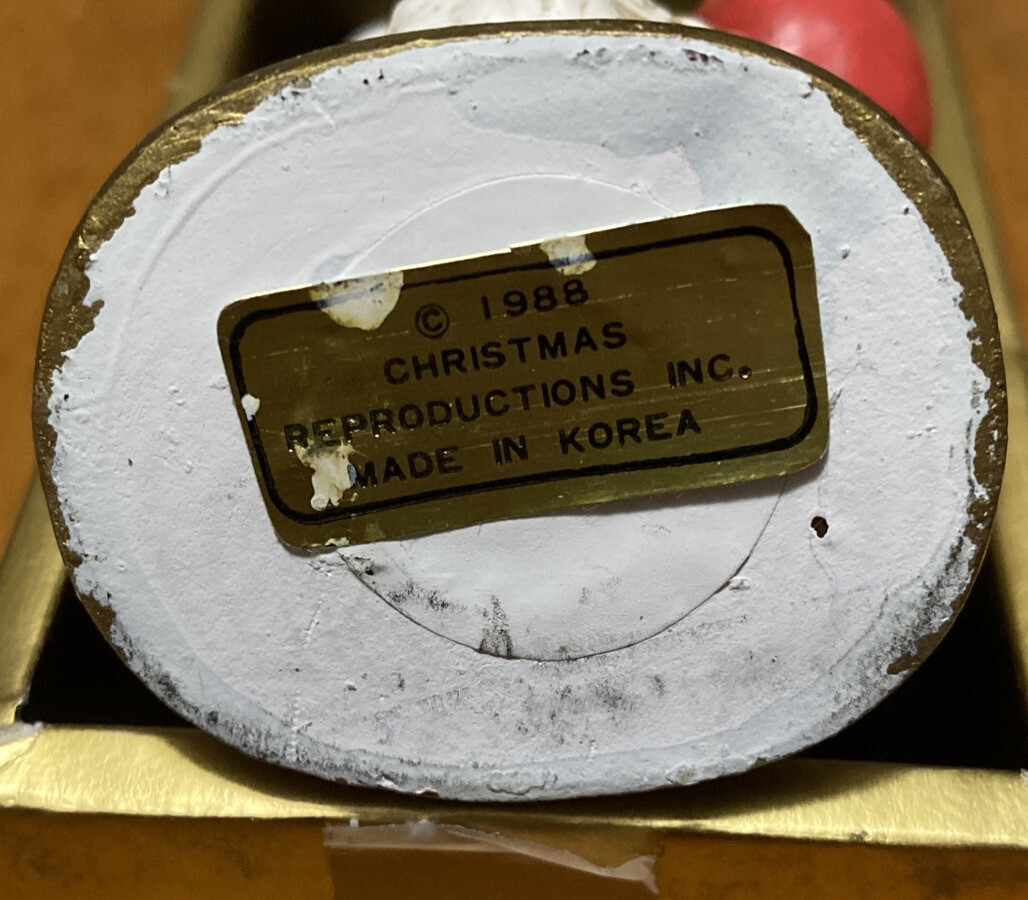 © 1988
CHRISTMAS
REPRODUCTIONS INC.
MADE IN KOREA